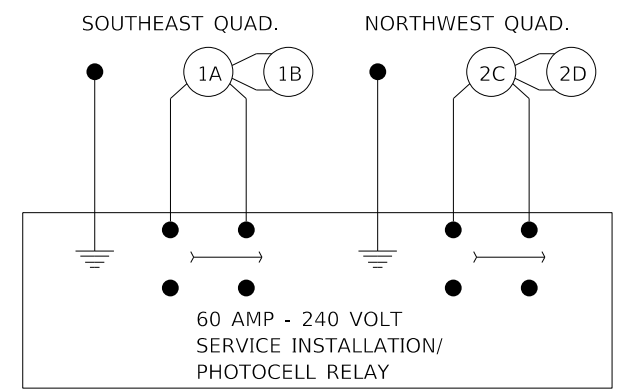 SOUTHEAST QUAD.
NORTHWEST QUAD.
1A
1B
2C
2D
60 AMP - 240 VOLT
SERVICE INSTALLATION/
PHOTOCELL RELAY